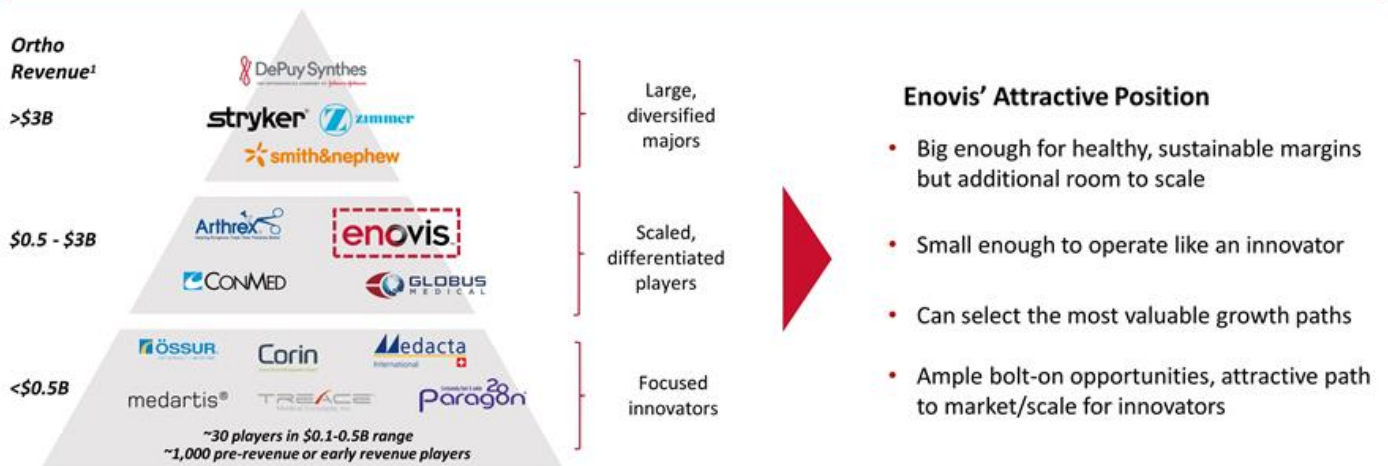 Ortho
Revenue¹
>$3B
DePuy Synthes
stryker®
ZIMMER
smith&nephew
Large,
diversified
majors
$0.5 - $3B
Arthrex
enovis
CONMED
GLOBUS
MEDICAL
Scaled,
differentiated
players
<$0.5B
ÖSSUR
Corin
Medacta
International
medartis®
TREACE
Medical Concepts, Inc.
Paragon
28
~30 players in $0.1-0.5B range
~1,000 pre-revenue or early revenue players
Focused
innovators
Enovis’ Attractive Position
• Big enough for healthy, sustainable margins
but additional room to scale
• Small enough to operate like an innovator
• Can select the most valuable growth paths
• Ample bolt-on opportunities, attractive path
to market/scale for innovators